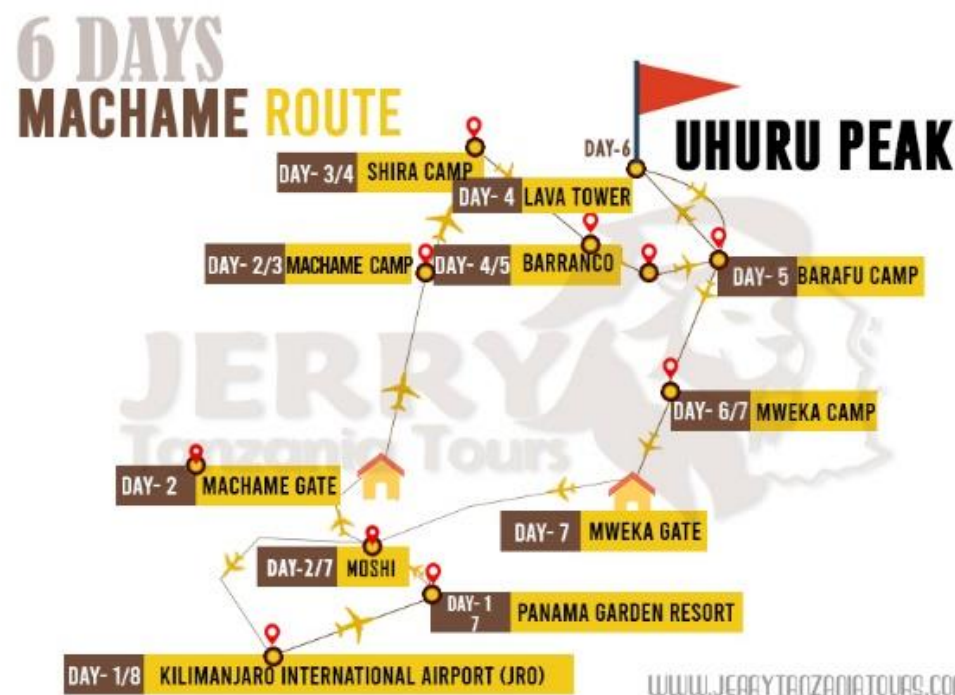 6 DAYS
MACHAME ROUTE
DAY-6
UHURU PEAK
DAY- 3/4 SHIRA CAMP
DAY- 4 LAVA TOWER
DAY- 2/3 MACHAME CAMP
DAY- 4/5 BARRANCO
DAY- 5 BARAFU CAMP
JERRY
Tanzania Tours
DAY- 6/7 MWEKA CAMP
DAY- 2 MACHAME GATE
DAY- 7 MWEKA GATE
DAY-2/7 MOSHI
DAY- 1
7
PANAMA GARDEN RESORT
DAY- 1/8 KILIMANJARO INTERNATIONAL AIRPORT (JRO)
WWW.JERRYTANZANIATOURS.COM